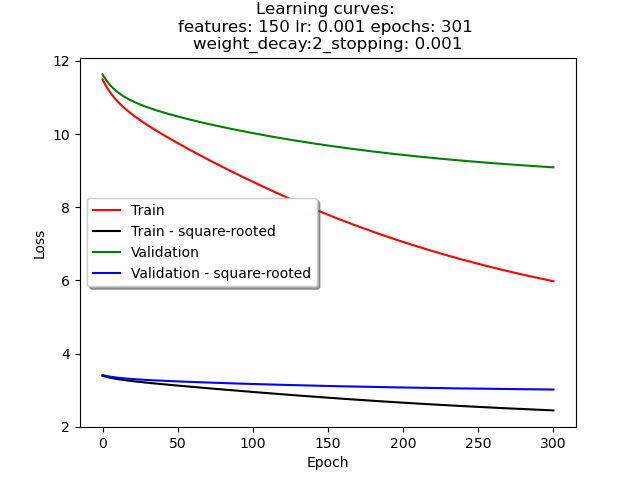 Learning curves:
features: 150 lr: 0.001 epochs: 301
weight_decay:2_stopping: 0.001
12
10
8
6
4
2
Loss
Train
Train - square-rooted
Validation
Validation - square-rooted
0 50 100 150 200 250 300
Epoch